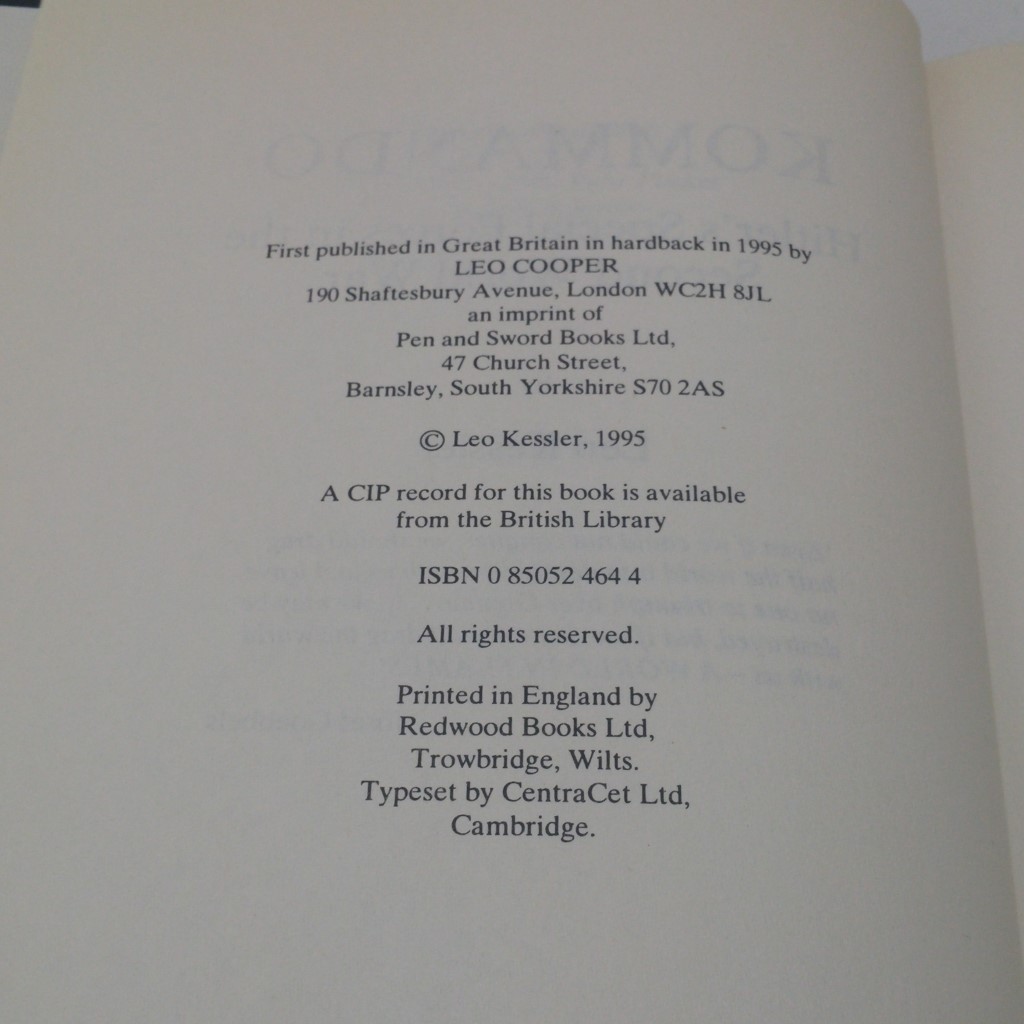 First published in Great Britain in hardback in 1995 by
LEO COOPER
190 Shaftesbury Avenue, London WC2H 8JL
an imprint of
Pen and Sword Books Ltd,
47 Church Street,
Barnsley, South Yorkshire S70 2AS
© Leo Kessler, 1995
A CIP record for this book is available
from the British Library
ISBN 0 85052 464 4
All rights reserved.
Printed in England by
Redwood Books Ltd,
Trowbridge, Wilts.
Typeset by CentraCet Ltd,
Cambridge.